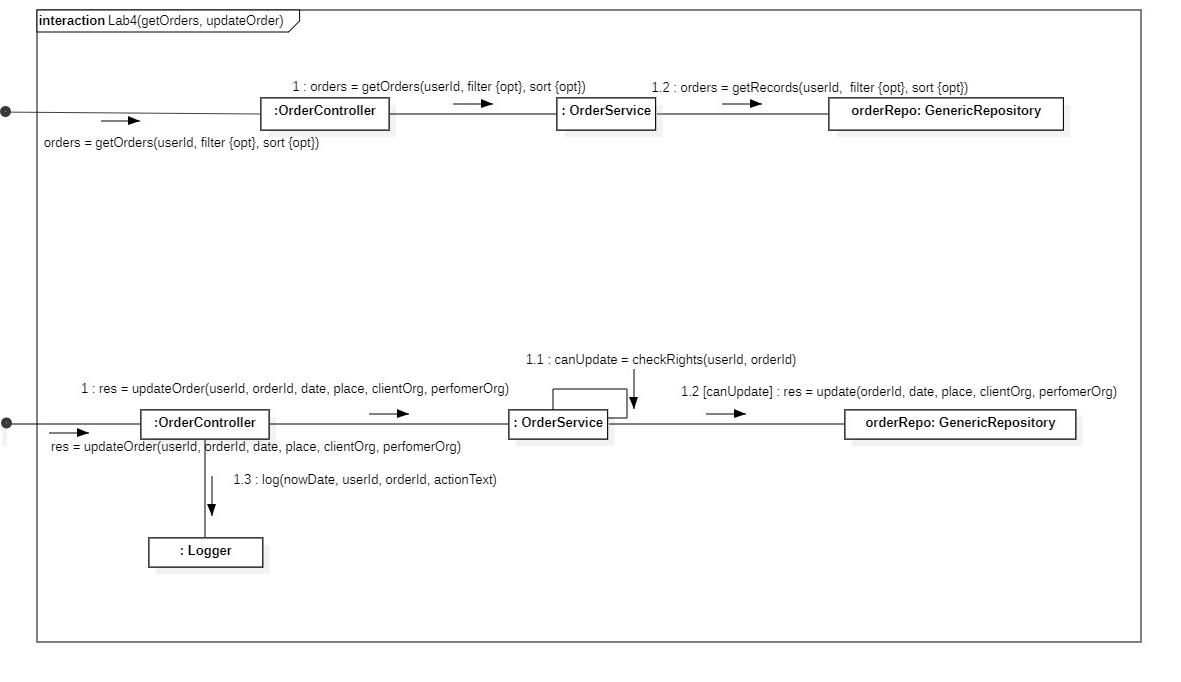 interaction Lab4(getOrders, updateOrder)
1 : orders = getOrders(userId, filter {opt}, sort {opt})
1.2 : orders = getRecords(userId,  filter {opt}, sort {opt})
:OrderController
: OrderService
orderRepo: GenericRepository
orders = getOrders(userId, filter {opt}, sort {opt})
1.1 : canUpdate = checkRights(userId, orderId)
1 : res = updateOrder(userId, orderId, date, place, clientOrg, perfomerOrg)
1.2 [canUpdate] : res = update(orderId, date, place, clientOrg, perfomerOrg)
:OrderController
: OrderService
orderRepo: GenericRepository
res = updateOrder(userId, orderId, date, place, clientOrg, perfomerOrg)
1.3 : log(nowDate, userId, orderId, actionText)
: Logger